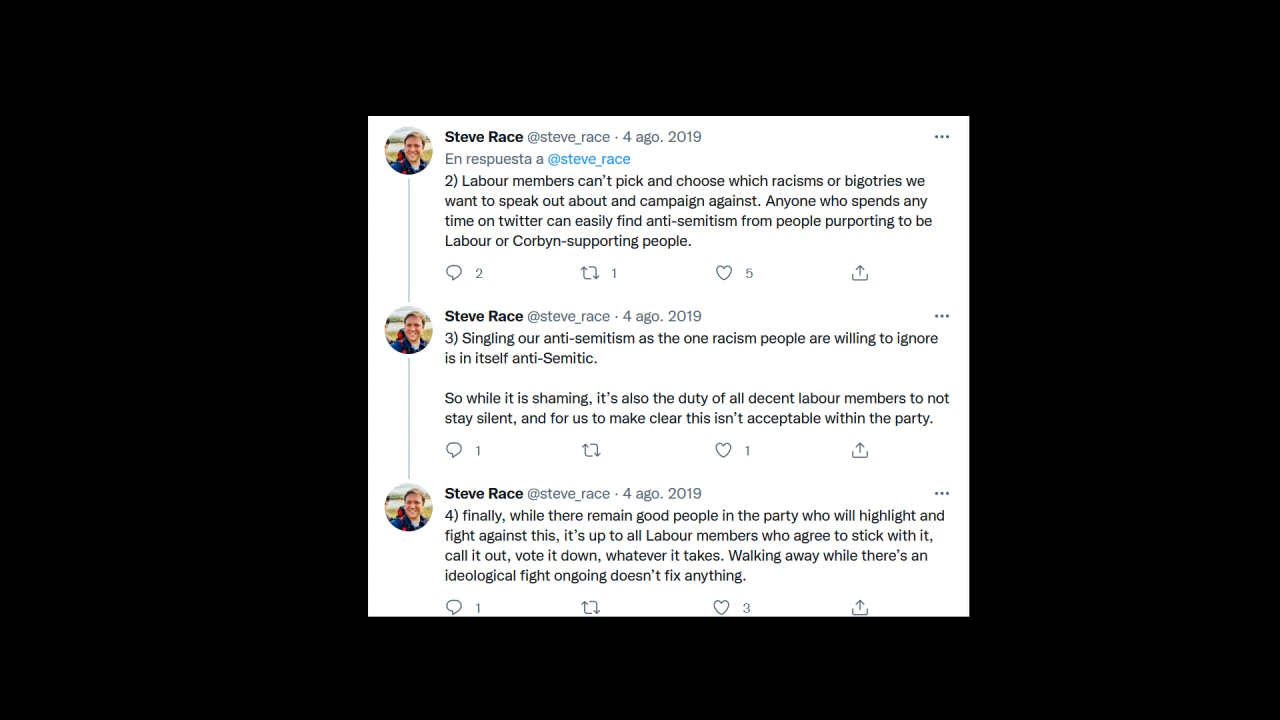 Steve Race @steve_race · 4 ago. 2019
En respuesta a @steve_race
2) Labour members can't pick and choose which racisms or bigotries we
want to speak out about and campaign against. Anyone who spends any
time on twitter can easily find anti-semitism from people purporting to be
Labour or Corbyn-supporting people.
2 1 5
Steve Race @steve_race · 4 ago. 2019
3) Singling our anti-semitism as the one racism people are willing to ignore
is in itself anti-Semitic.
So while it is shaming, it's also the duty of all decent labour members to not
stay silent, and for us to make clear this isn't acceptable within the party.
1 1
Steve Race @steve_race · 4 ago. 2019
4) finally, while there remain good people in the party who will highlight and
fight against this, it's up to all Labour members who agree to stick with it,
call it out, vote it down, whatever it takes. Walking away while there's an
ideological fight ongoing doesn't fix anything.
1 3